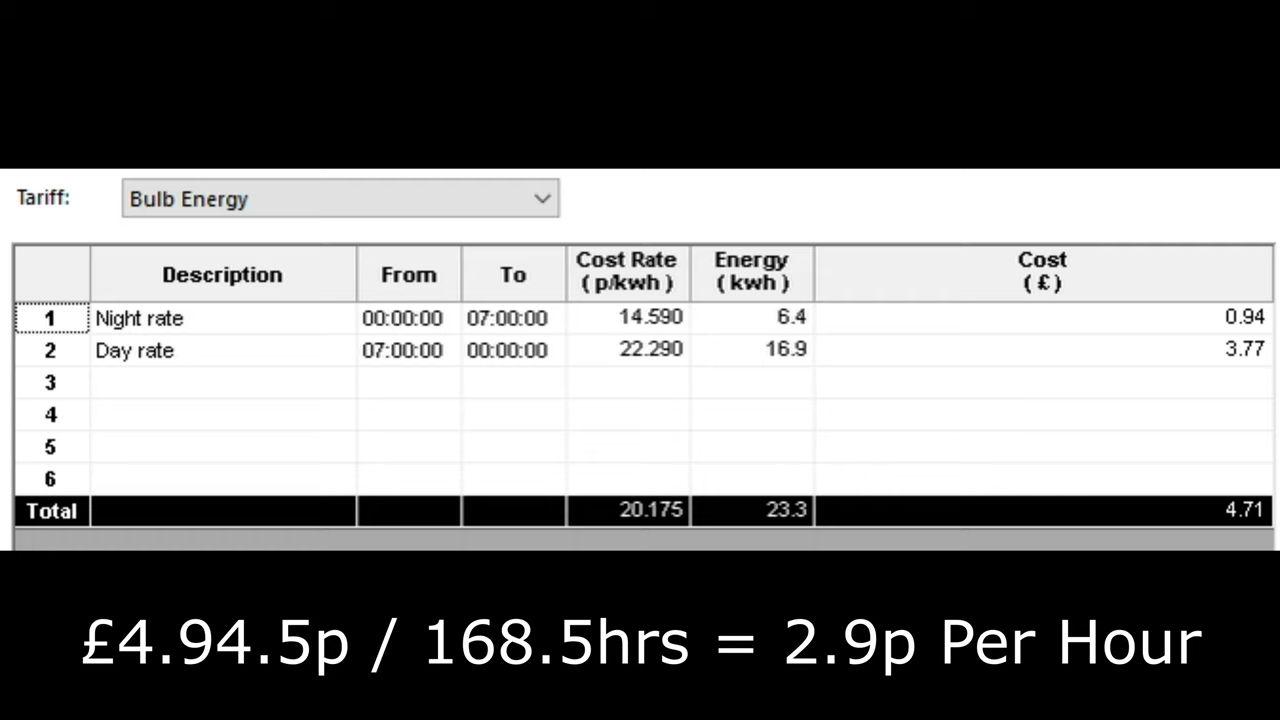 Tariff: Bulb Energy
Description From To Cost Rate ( p/kwh ) Energy ( kwh ) Cost ( £ )
1 Night rate 00:00:00 07:00:00 14.590 6.4 0.94
2 Day rate 07:00:00 00:00:00 22.290 16.9 3.77
3
4
5
6
Total 20.175 23.3 4.71
£4.94.5p / 168.5hrs = 2.9p Per Hour